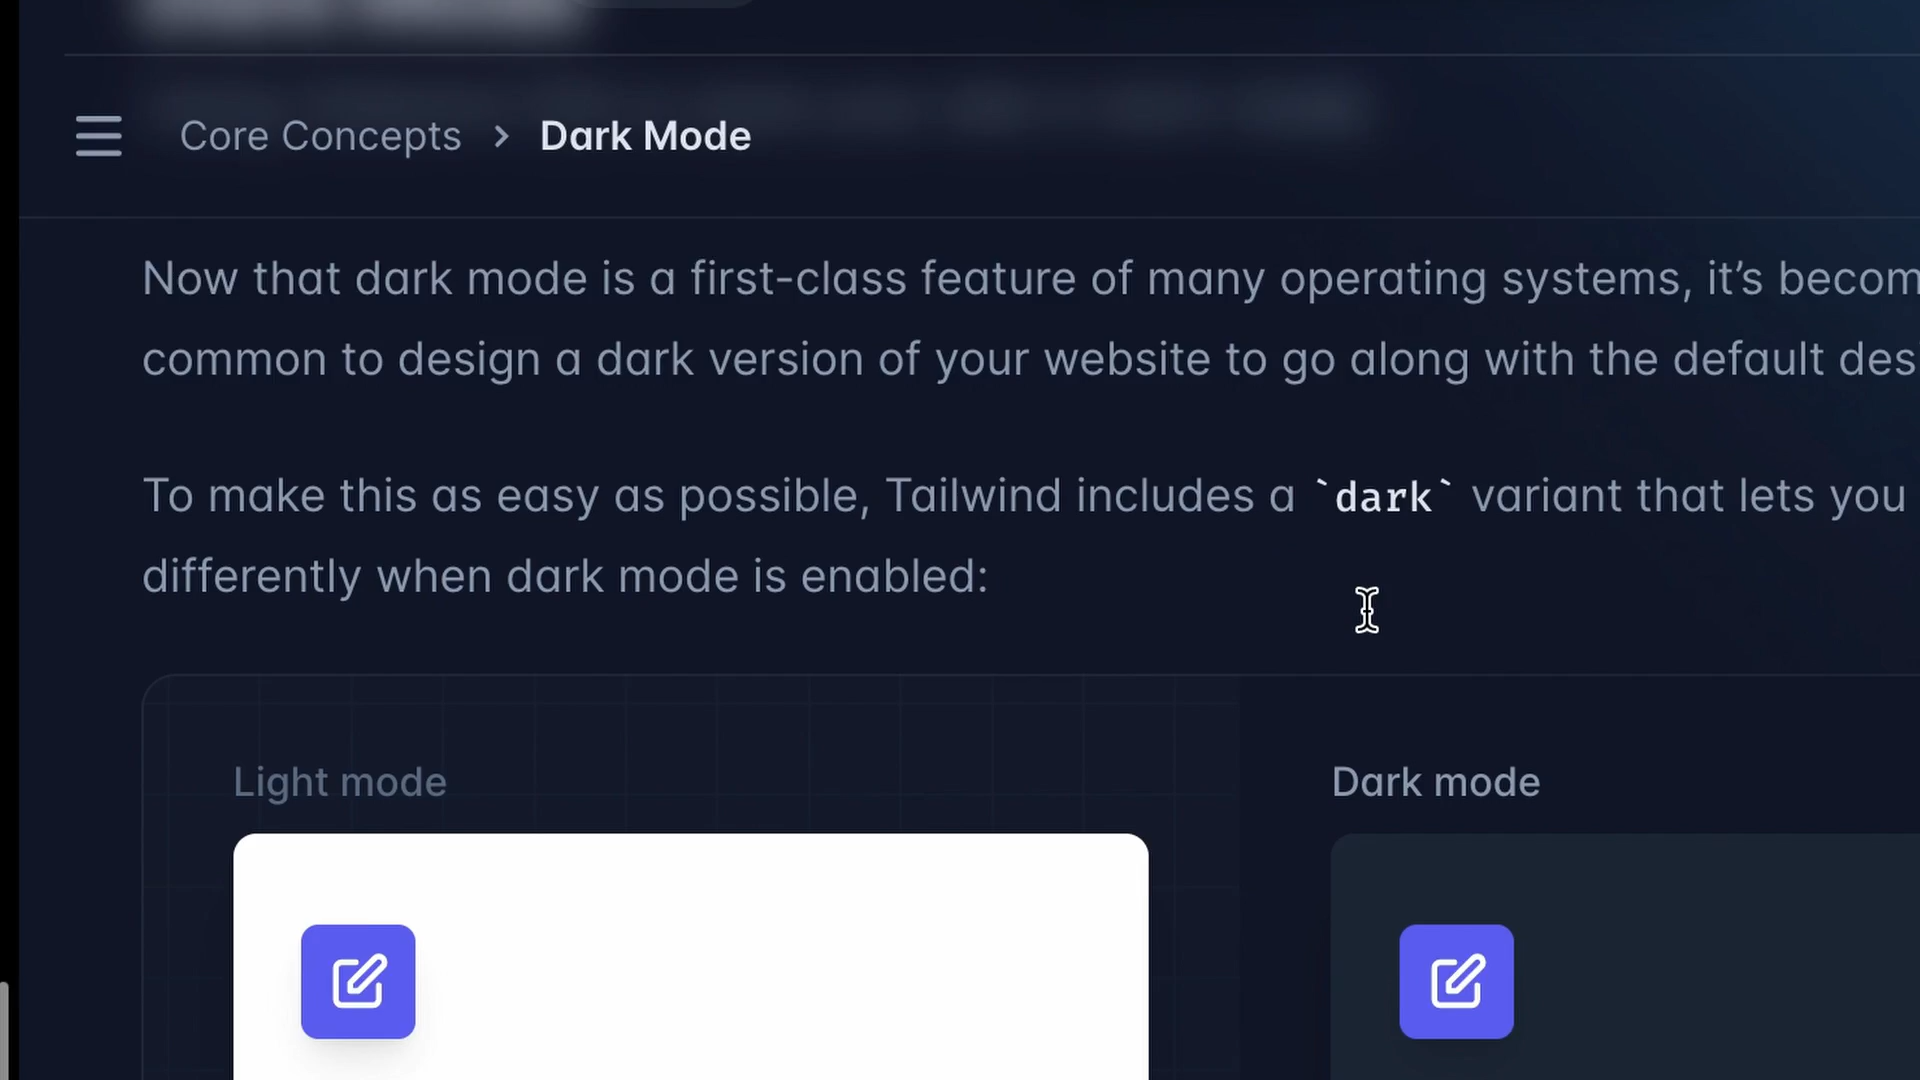 Core Concepts > Dark Mode
Now that dark mode is a first-class feature of many operating systems, it’s becom
common to design a dark version of your website to go along with the default des
To make this as easy as possible, Tailwind includes a `dark` variant that lets you
differently when dark mode is enabled:
Light mode
Dark mode